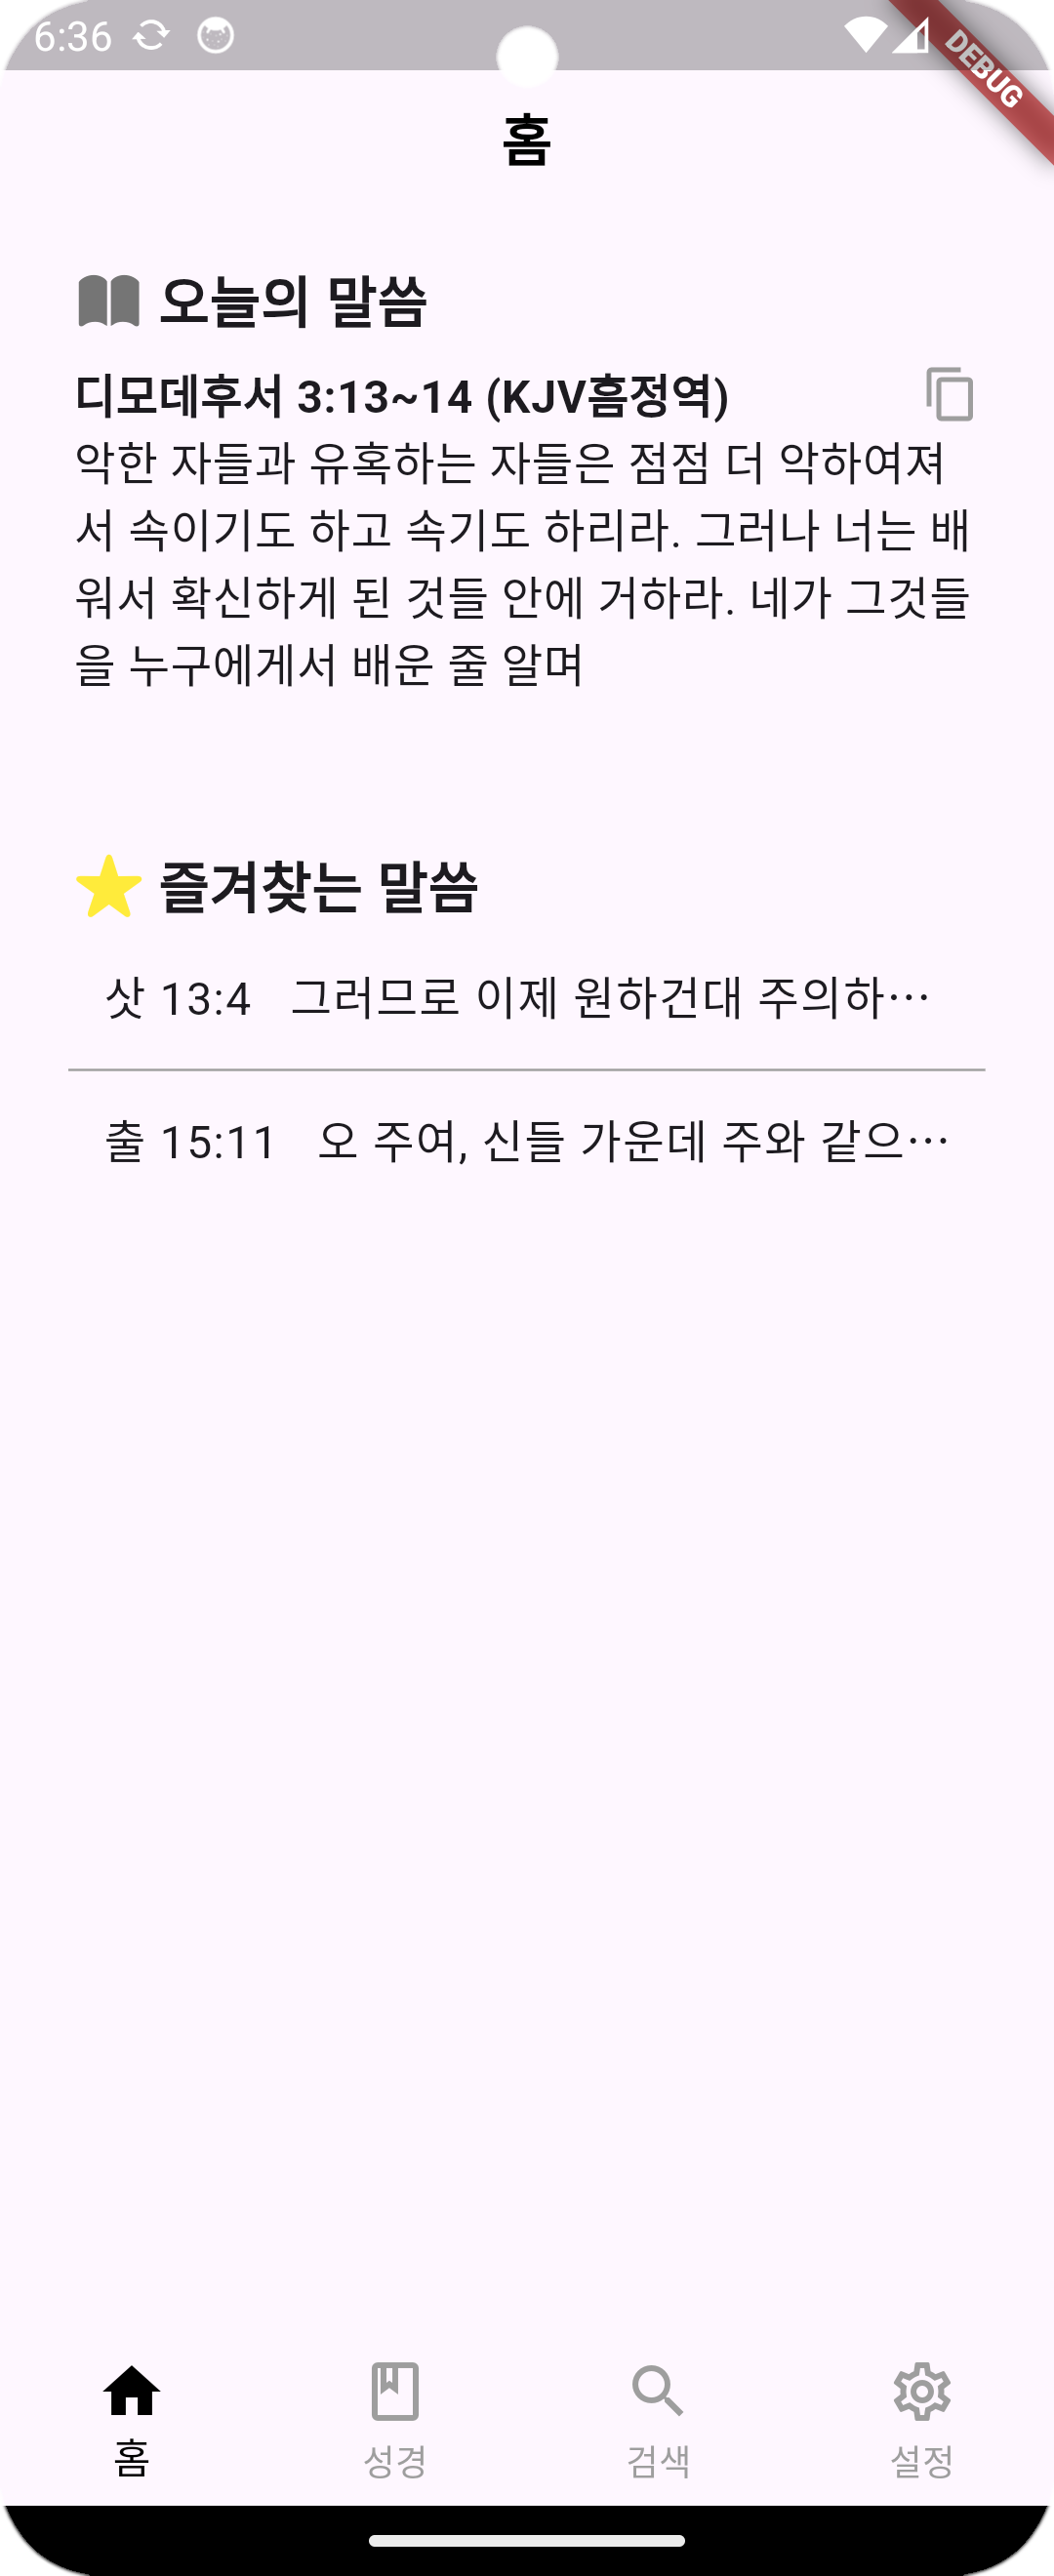 6:36
DEBUG
홈
오늘의 말씀
디모데후서 3:13~14 (KJV흠정역)
악한 자들과 유혹하는 자들은 점점 더 악하여져
서 속이기도 하고 속기도 하리라. 그러나 너는 배
워서 확신하게 된 것들 안에 거하라. 네가 그것들
을 누구에게서 배운 줄 알며
즐겨찾는 말씀
삿 13:4 그러므로 이제 원하건대 주의하…
출 15:11 오 주여, 신들 가운데 주와 같으…
홈 성경 검색 설정